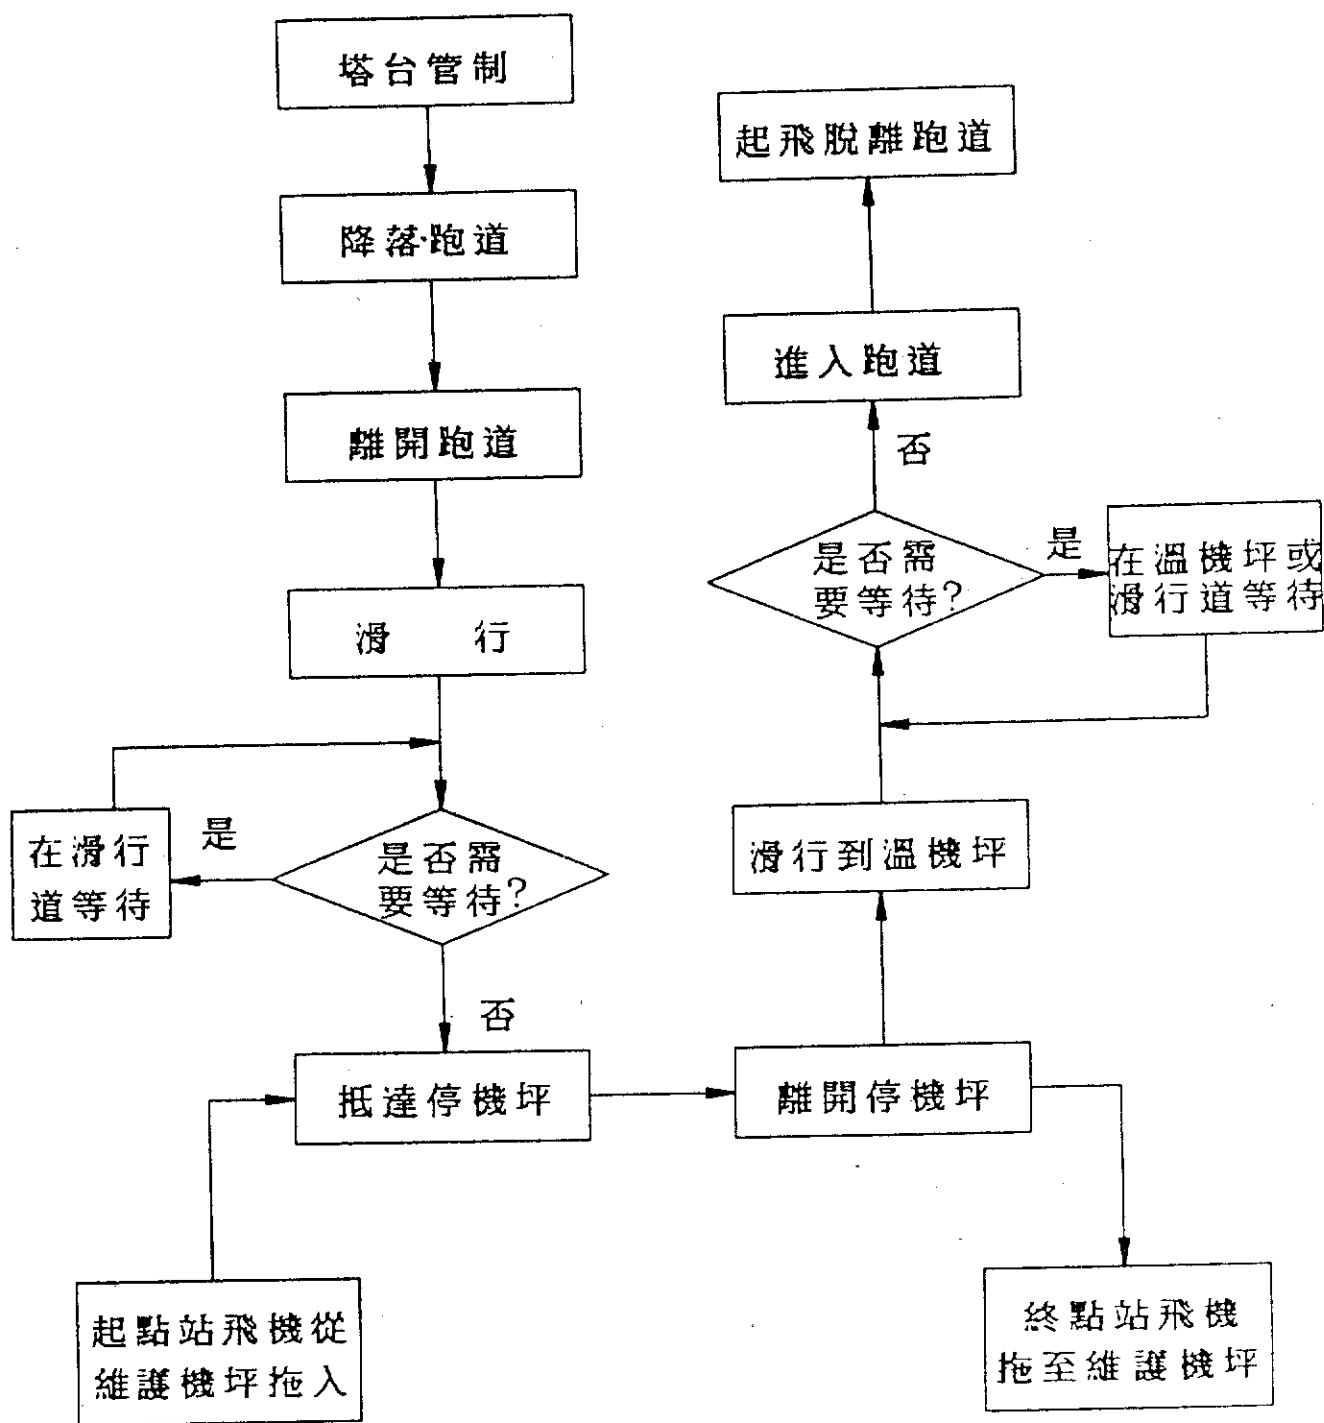 塔台管制
降落跑道
離開跑道
滑行
是否需
要等待?
是
在滑行
道等待
否
抵達停機坪
起點站飛機從
維護機坪拖入
離開停機坪
終點站飛機
拖至維護機坪
滑行到溫機坪
是否需
要等待?
是
在溫機坪或
滑行道等待
否
進入跑道
起飛脫離跑道